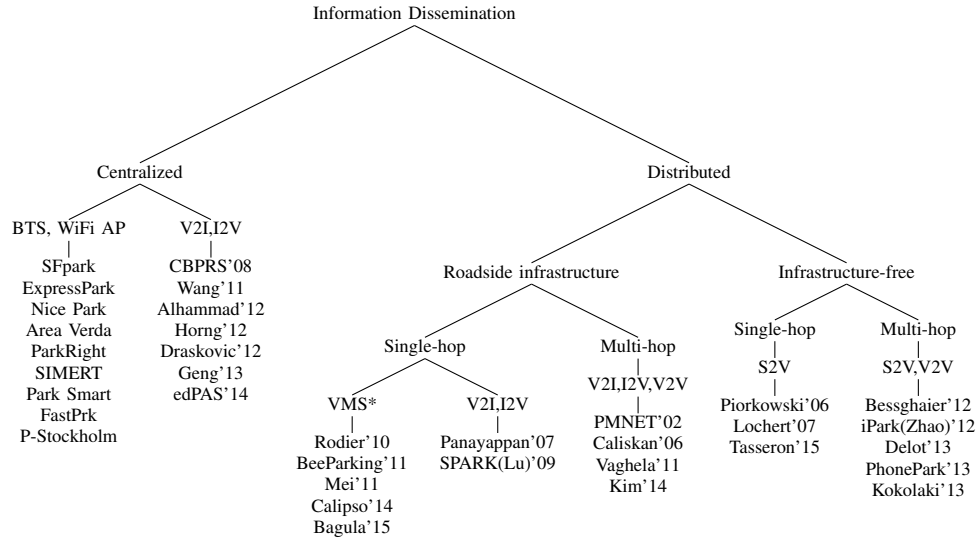 Information Dissemination
Centralized
Distributed
BTS, WiFi AP
V2I,I2V
SFpark
ExpressPark
Nice Park
Area Verda
ParkRight
SIMERT
Park Smart
FastPrk
P-Stockholm
CBPRS'08
Wang'11
Alhammad'12
Horng'12
Draskovic'12
Geng'13
edPAS'14
Roadside infrastructure
Infrastructure-free
Single-hop
Multi-hop
VMS*
Rodier'10
BeeParking'11
Mei'11
Calipso'14
Bagula'15
V2I,I2V
Panayappan'07
SPARK(Lu)'09
V2I,I2V,V2V
PMNET'02
Caliskan'06
Vaghela'11
Kim'14
Single-hop
S2V
Piorkowski'06
Lochert'07
Tasseron'15
Multi-hop
S2V,V2V
Bessghaier'12
iPark(Zhao)'12
Delot'13
PhonePark'13
Kokolaki'13